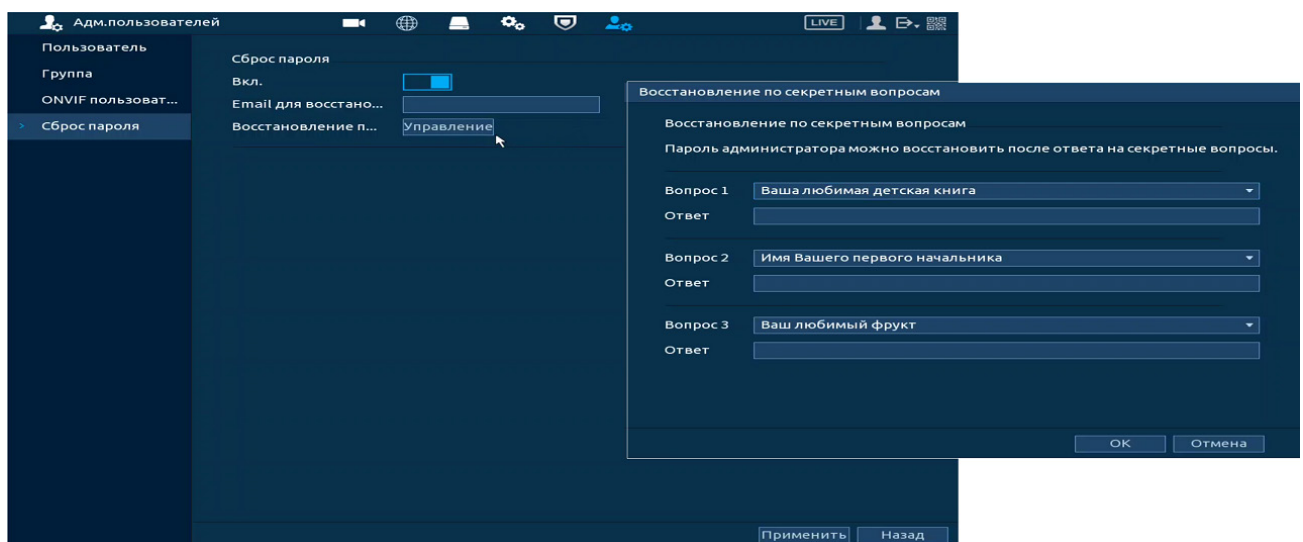 Адм.пользователей
LIVE
Пользователь
Группа
ONVIF пользоват...
Сброс пароля
Сброс пароля
Вкл.
Email для восстано...
Восстановление п...
Управление
Применить
Назад
Восстановление по секретным вопросам
Восстановление по секретным вопросам
Пароль администратора можно восстановить после ответа на секретные вопросы.
Вопрос 1 Ваша любимая детская книга
Ответ
Вопрос 2 Имя Вашего первого начальника
Ответ
Вопрос 3 Ваш любимый фрукт
Ответ
OK Отмена